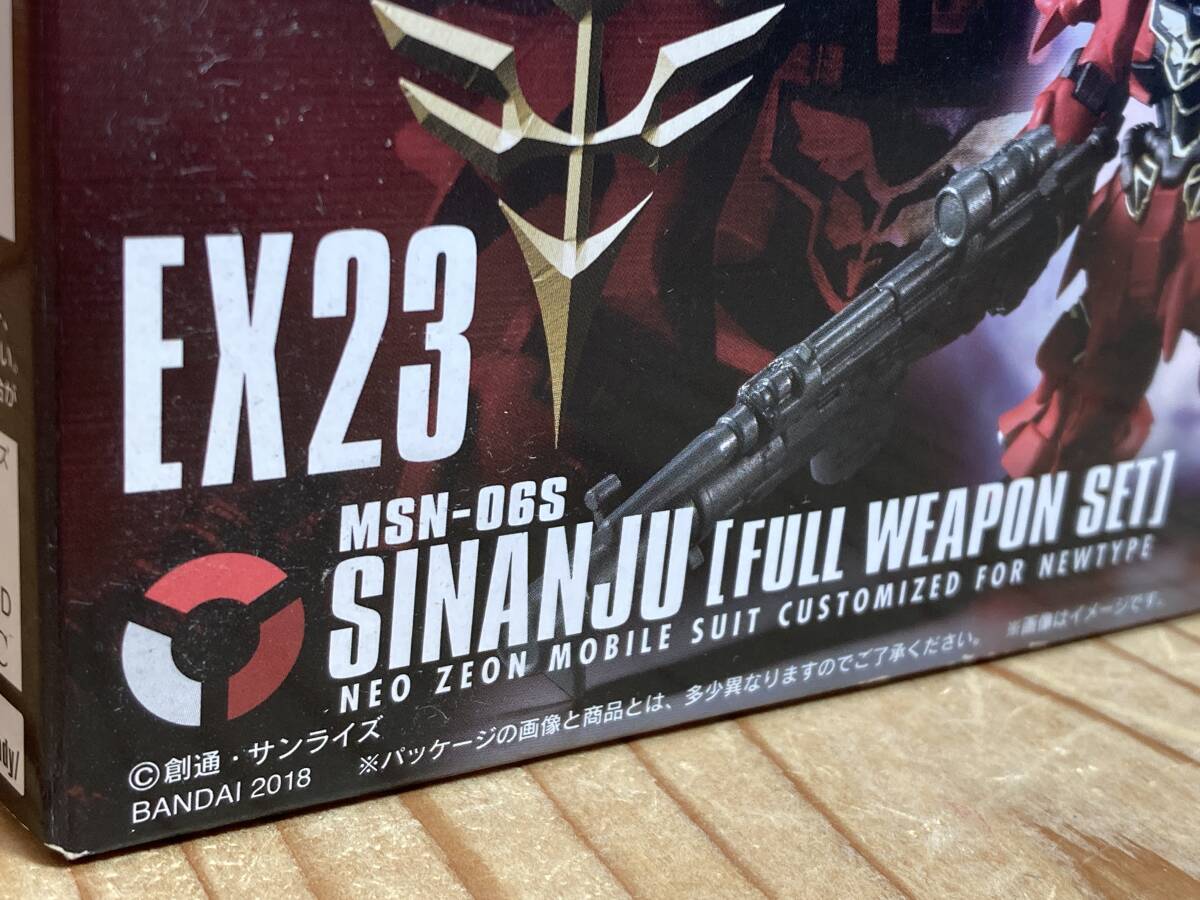 EX23
MSN-06S
SINANJU [FULL WEAPON SET]
NEO ZEON MOBILE SUIT CUSTOMIZED FOR NEWTYPE
©創通・サンライズ
BANDAI 2018
※パッケージの画像と商品とは、多少異なりますのでご了承ください。 ※画像はイメージです。